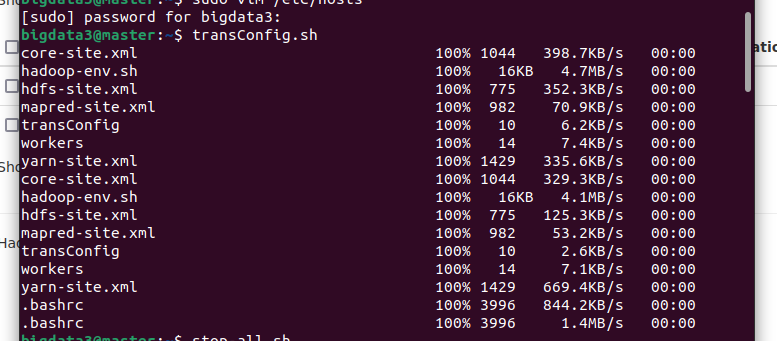 sudo vim /etc/hosts
[sudo] password for bigdata3:
bigdata3@master:~$ transConfig.sh
core-site.xml 100% 1044 398.7KB/s 00:00
hadoop-env.sh 100% 16KB 4.7MB/s 00:00
hdfs-site.xml 100% 775 352.3KB/s 00:00
mapred-site.xml 100% 982 70.9KB/s 00:00
transConfig 100% 10 6.2KB/s 00:00
workers 100% 14 7.4KB/s 00:00
yarn-site.xml 100% 1429 335.6KB/s 00:00
core-site.xml 100% 1044 329.3KB/s 00:00
hadoop-env.sh 100% 16KB 4.1MB/s 00:00
hdfs-site.xml 100% 775 125.3KB/s 00:00
mapred-site.xml 100% 982 53.2KB/s 00:00
transConfig 100% 10 2.6KB/s 00:00
workers 100% 14 7.1KB/s 00:00
yarn-site.xml 100% 1429 669.4KB/s 00:00
.bashrc 100% 3996 844.2KB/s 00:00
.bashrc 100% 3996 1.4MB/s 00:00
bigdata3@master:~$ stop-all.sh